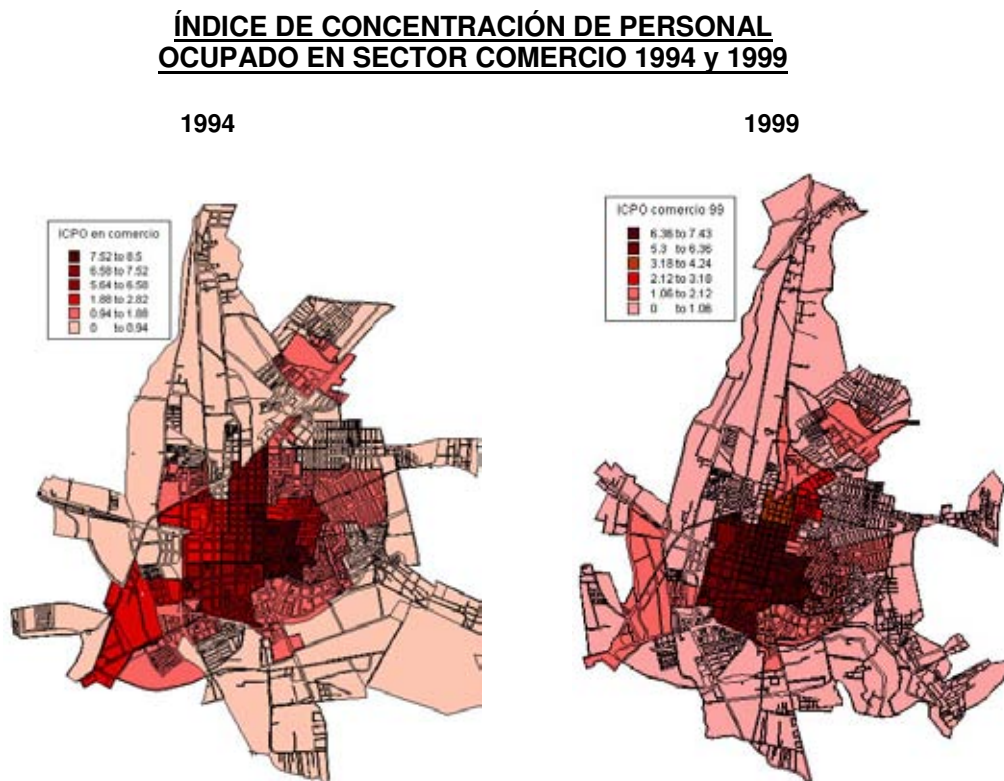 ÍNDICE DE CONCENTRACIÓN DE PERSONAL
OCUPADO EN SECTOR COMERCIO 1994 y 1999
1994
1999
ICPO en comercio
7.52 to 8.5
6.58 to 7.52
5.64 to 6.58
1.88 to 2.82
0.94 to 1.88
0 to 0.94
ICPO comercio 99
6.36 to 7.43
5.3 to 6.36
3.18 to 4.24
2.12 to 3.18
1.06 to 2.12
0 to 1.06